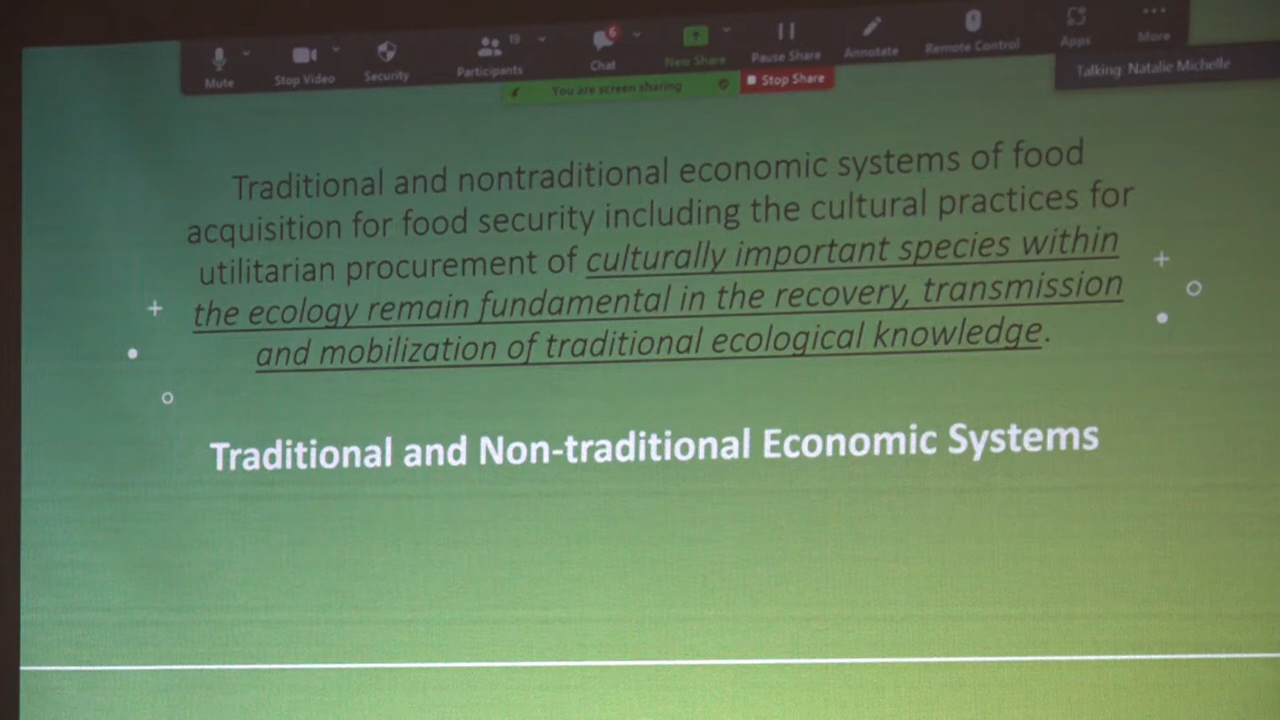 Mute
Stop Video
Security
Participants
19
Chat
6
New Share
Pause Share
Annotate
Remote Control
Apps
More
You are screen sharing
Stop Share
Talking: Natalie Michelle
Traditional and nontraditional economic systems of food
acquisition for food security including the cultural practices for
utilitarian procurement of culturally important species within
the ecology remain fundamental in the recovery, transmission
and mobilization of traditional ecological knowledge.
Traditional and Non-traditional Economic Systems